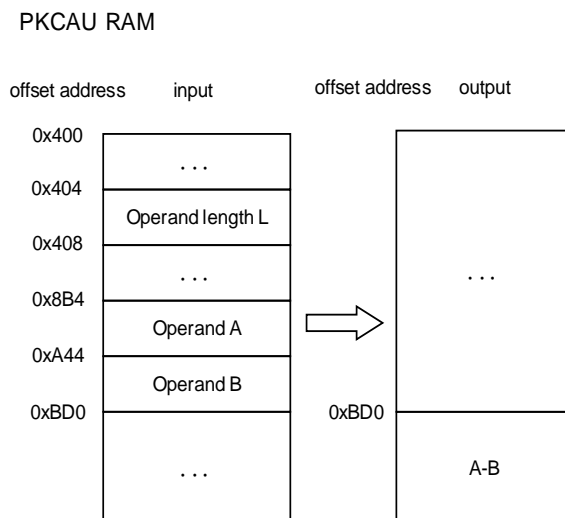 PKCAU RAM
offset address input offset address output
0x400
. . .
0x404
Operand length L
0x408
. . .
. . .
0x8B4
Operand A
0xA44
Operand B
0xBD0 0xBD0
. . . A-B